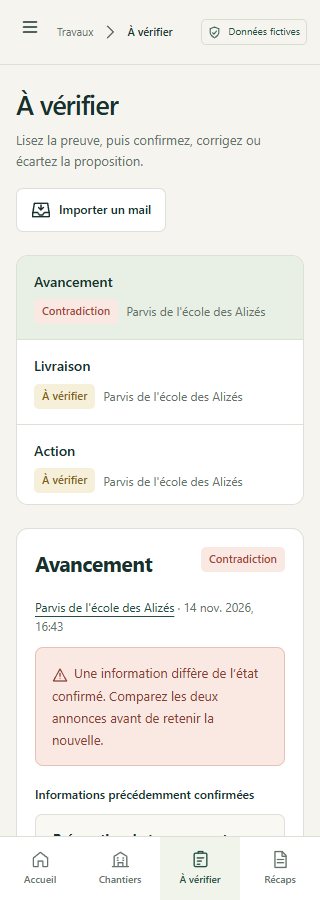 Travaux > À vérifier Données fictives
À vérifier
Lisez la preuve, puis confirmez, corrigez ou
écartez la proposition.
Importer un mail
Avancement
Contradiction Parvis de l'école des Alizés
Livraison
À vérifier Parvis de l'école des Alizés
Action
À vérifier Parvis de l'école des Alizés
Avancement Contradiction
Parvis de l'école des Alizés · 14 nov. 2026,
16:43
Une information diffère de l'état
confirmé. Comparez les deux
annonces avant de retenir la
nouvelle.
Informations précédemment confirmées
Accueil Chantiers À vérifier Récaps